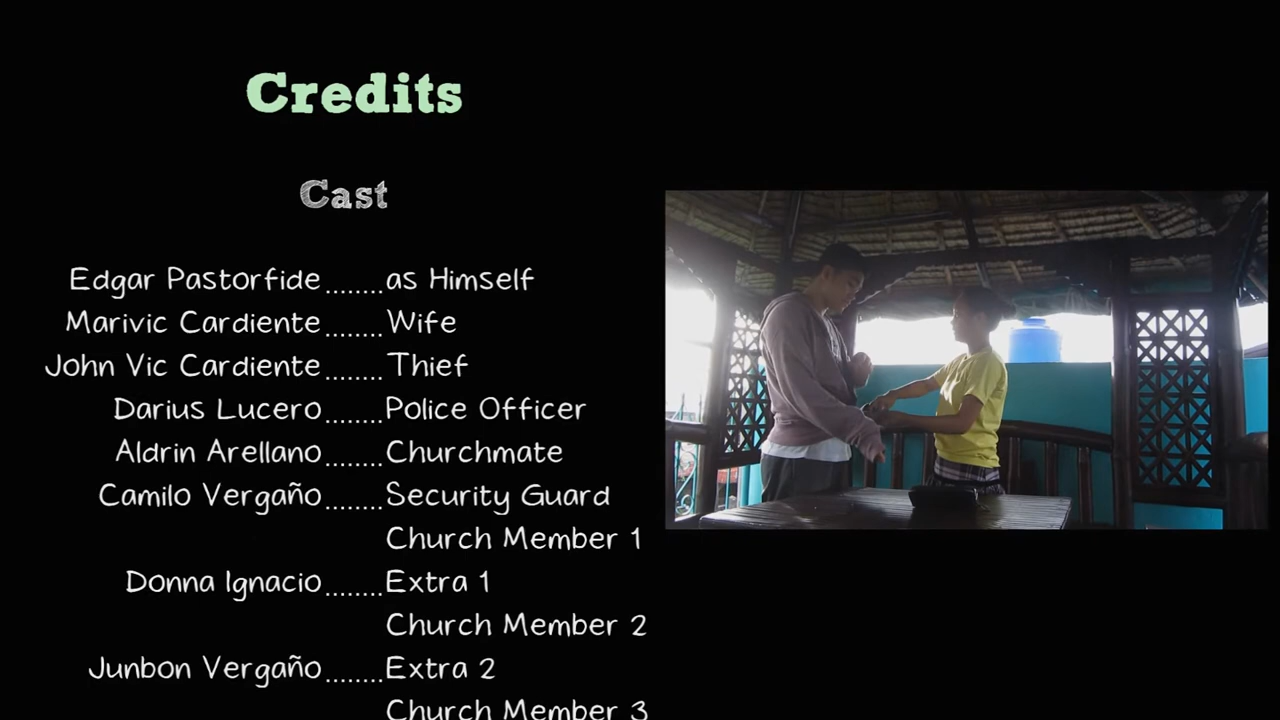 Credits
Cast
Edgar Pastorfide........as Himself
Marivic Cardiente........Wife
John Vic Cardiente........Thief
Darius Lucero........Police Officer
Aldrin Arellano........Churchmate
Camilo Vergaño........Security Guard
Church Member 1
Donna Ignacio........Extra 1
Church Member 2
Junbon Vergaño........Extra 2
Church Member 3